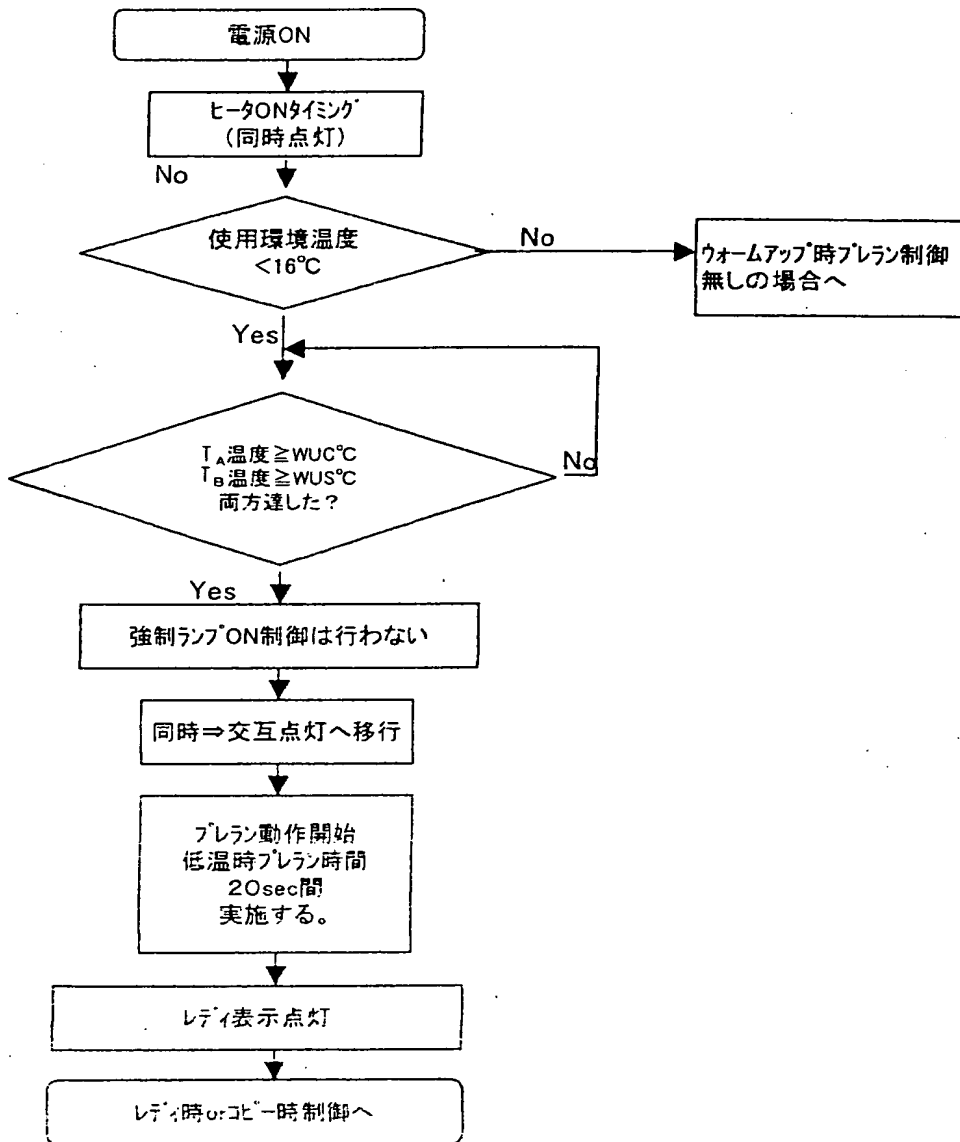 電源ON
ヒータONタイミング
(同時点灯)
No
使用環境温度
<16℃
No
ウォームアップ時プレラン制御
無しの場合へ
Yes
TA温度≧WUC℃
TB温度≧WUS℃
両方達した?
No
Yes
強制ランプON制御は行わない
同時⇒交互点灯へ移行
プレラン動作開始
低温時プレラン時間
20sec間
実施する。
レディ表示点灯
レディ時orコピー時制御へ